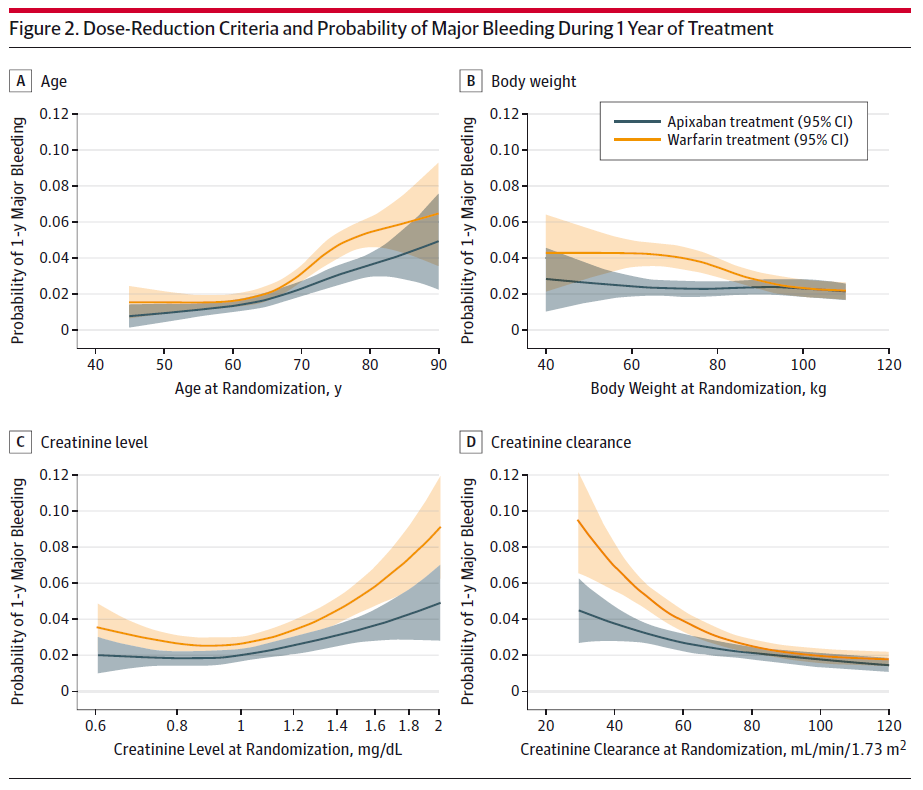 Figure 2. Dose-Reduction Criteria and Probability of Major Bleeding During 1 Year of Treatment
A Age
0.12
0.10
0.08
0.06
0.04
0.02
0
Probability of 1-y Major Bleeding
40 50 60 70 80 90
Age at Randomization, y
B Body weight
Apixaban treatment (95% CI)
Warfarin treatment (95% CI)
0.12
0.10
0.08
0.06
0.04
0.02
0
Probability of 1-y Major Bleeding
40 60 80 100 120
Body Weight at Randomization, kg
C Creatinine level
0.12
0.10
0.08
0.06
0.04
0.02
0
Probability of 1-y Major Bleeding
0.6 0.8 1 1.2 1.4 1.6 1.8 2
Creatinine Level at Randomization, mg/dL
D Creatinine clearance
0.12
0.10
0.08
0.06
0.04
0.02
0
Probability of 1-y Major Bleeding
20 40 60 80 100 120
Creatinine Clearance at Randomization, mL/min/1.73 m²